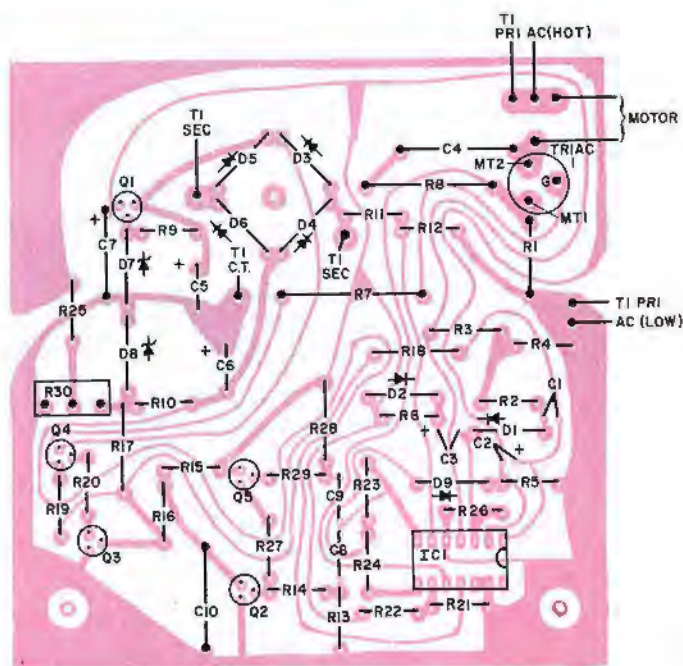 T1
PRI AC(HOT)
MOTOR
T1
SEC
TRIAC
D5
D3
C4
MT2
1
G
Q1
R8
+
R9
D6
D4
R11
R12
MT1
C7
T1
C.T.
T1
SEC
R1
+
D7
C5
R7
T1 PRI
AC (LOW)
R25
R3
R4
D8
+
C6
R18
R30
R10
D2
R2
C1
R6
D1
R17
R28
+
C3
C2
+
Q4
R15
Q5
R29
C9
R23
D9
R5
R20
R19
R16
R26
Q3
R27
C8
R24
IC1
C10
Q2
R14
R13
R22
R21